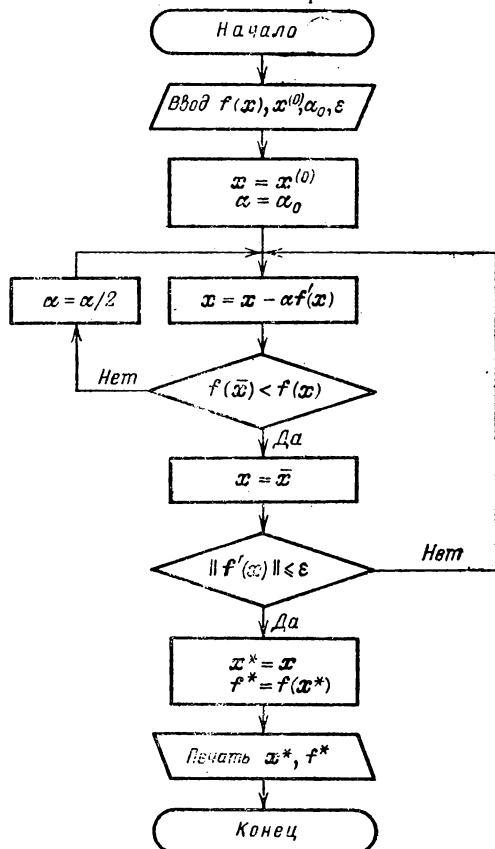 Начало
Ввод f(x), x⁽⁰⁾, α₀, ε
x = x⁽⁰⁾
α = α₀
α = α/2
x = x − αf′(x)
Нет
f(x̄) < f(x)
Да
x = x̄
‖f′(x)‖ ⩽ ε
Нет
Да
x* = x
f* = f(x*)
Печать x*, f*
Конец